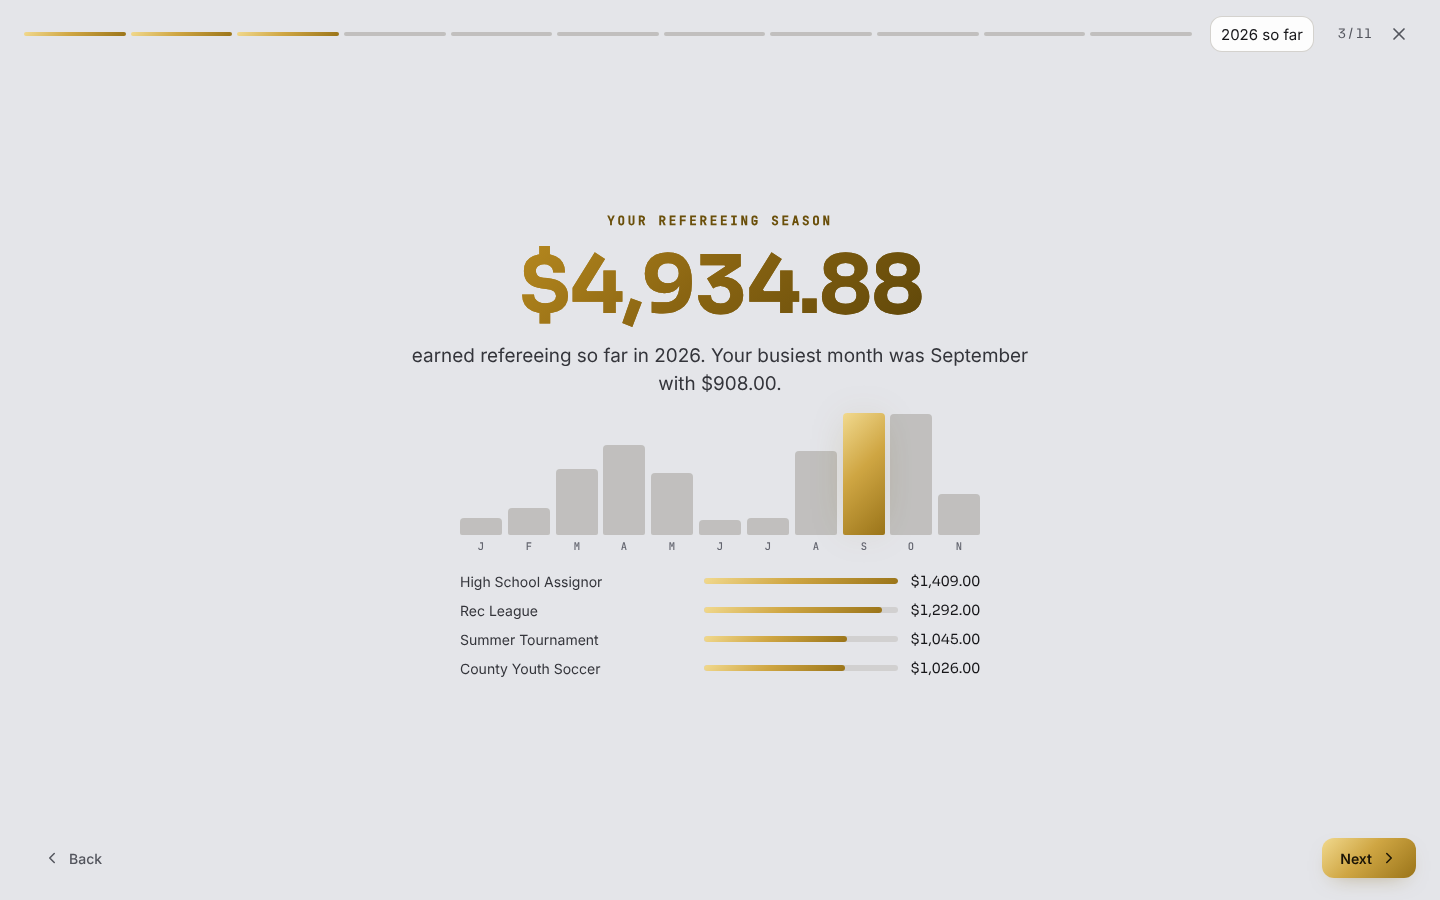 2026 so far
3 / 11
YOUR REFEREEING SEASON
$4,934.88
earned refereeing so far in 2026. Your busiest month was September
with $908.00.
J F M A M J J A S O N
High School Assignor $1,409.00
Rec League $1,292.00
Summer Tournament $1,045.00
County Youth Soccer $1,026.00
Back
Next